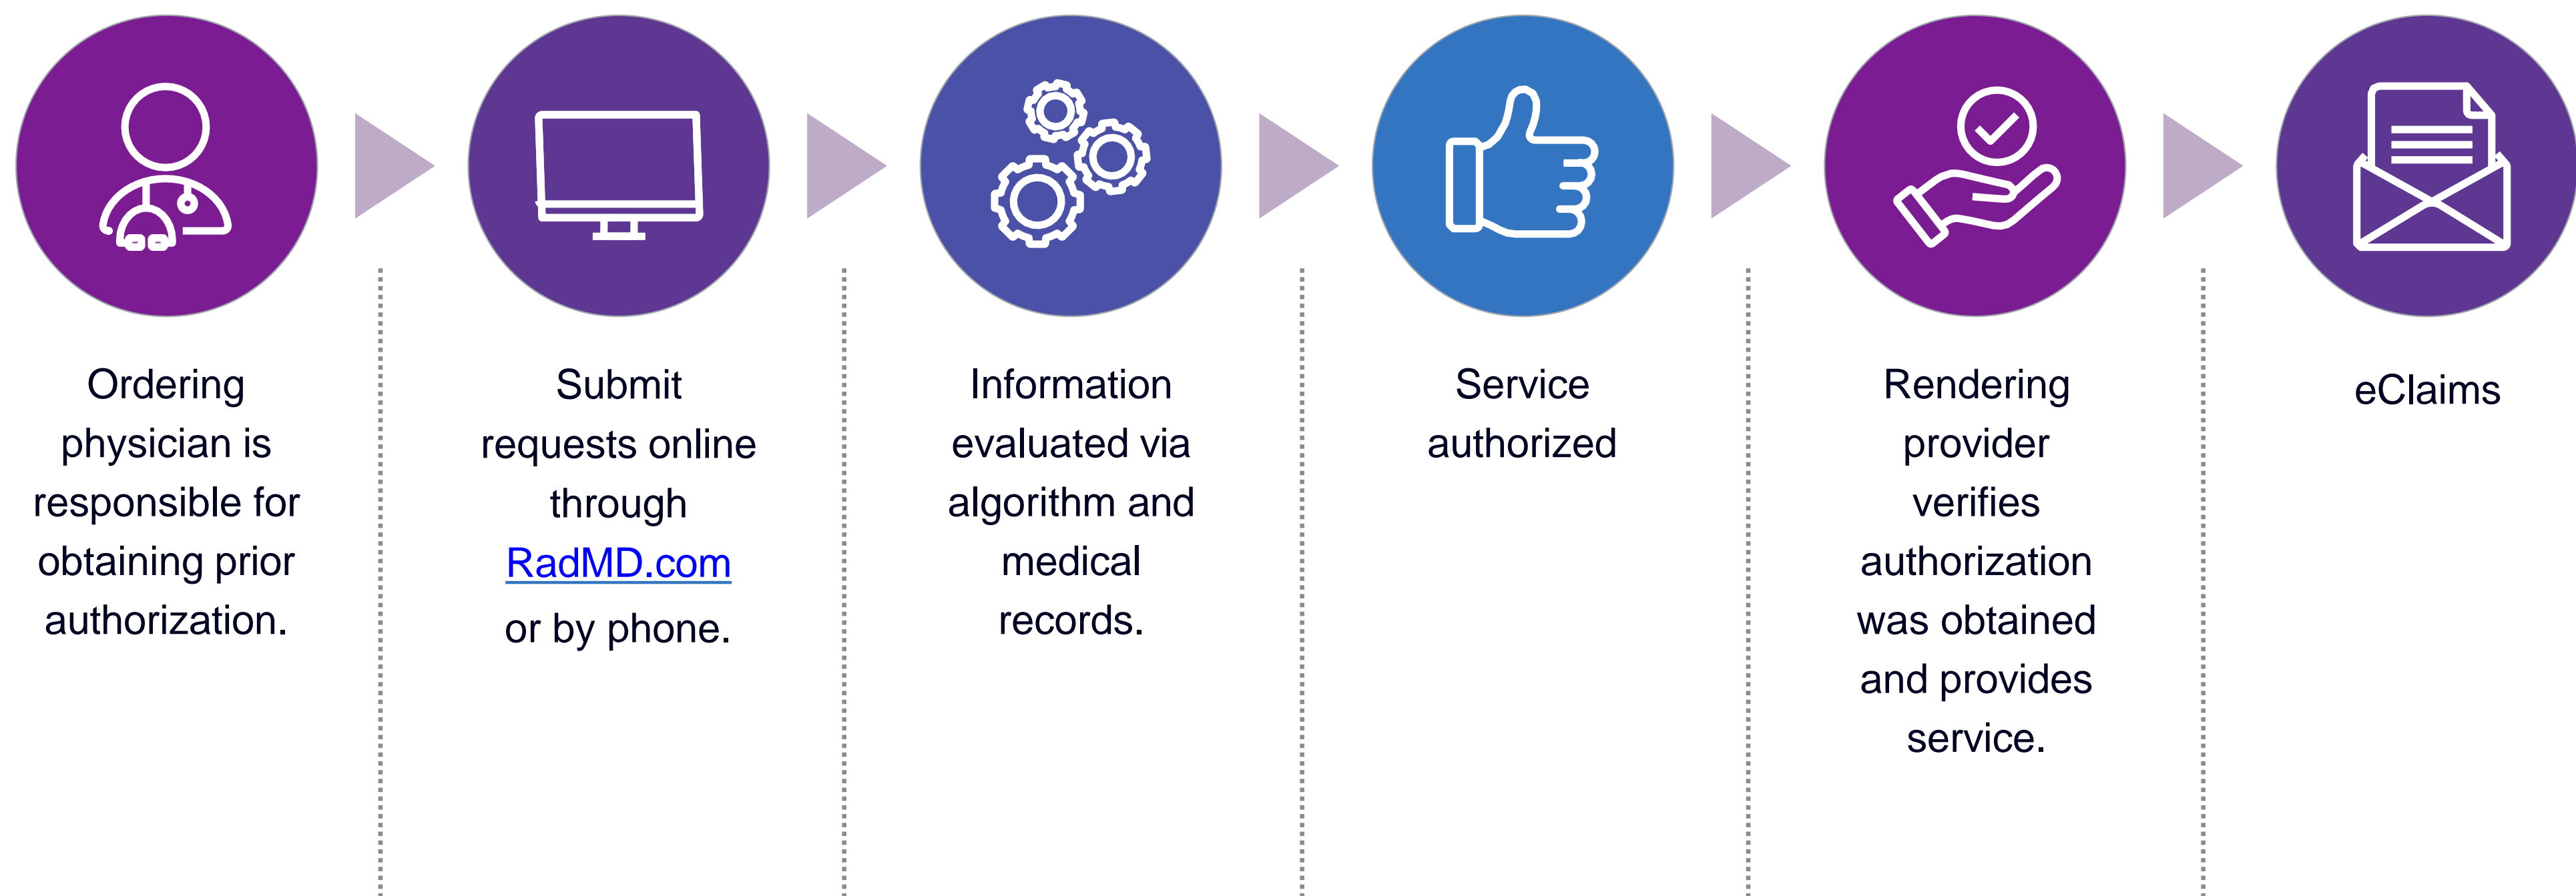 Ordering
physician is
responsible for
obtaining prior
authorization.
Submit
requests online
through
RadMD.com
or by phone.
Information
evaluated via
algorithm and
medical
records.
Service
authorized
Rendering
provider
verifies
authorization
was obtained
and provides
service.
eClaims